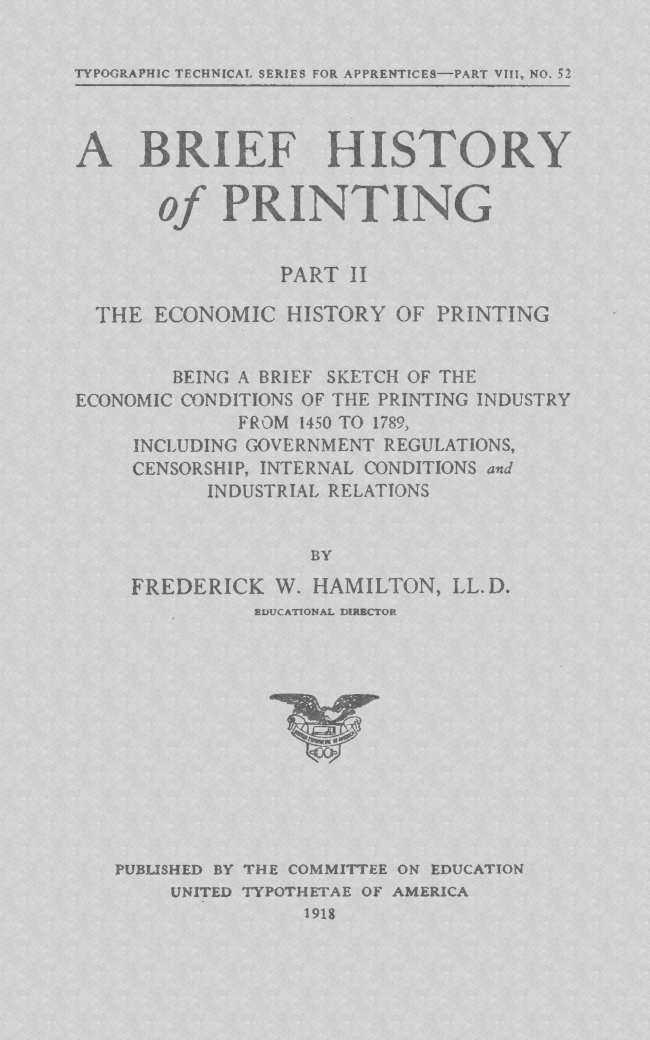 TYPOGRAPHIC TECHNICAL SERIES FOR APPRENTICES—PART VIII, NO. 52
A BRIEF HISTORY
of PRINTING
PART II
THE ECONOMIC HISTORY OF PRINTING
BEING A BRIEF SKETCH OF THE
ECONOMIC CONDITIONS OF THE PRINTING INDUSTRY
FROM 1450 TO 1789,
INCLUDING GOVERNMENT REGULATIONS,
CENSORSHIP, INTERNAL CONDITIONS and
INDUSTRIAL RELATIONS
BY
FREDERICK W. HAMILTON, LL.D.
EDUCATIONAL DIRECTOR
PUBLISHED BY THE COMMITTEE ON EDUCATION
UNITED TYPOTHETAE OF AMERICA
1918